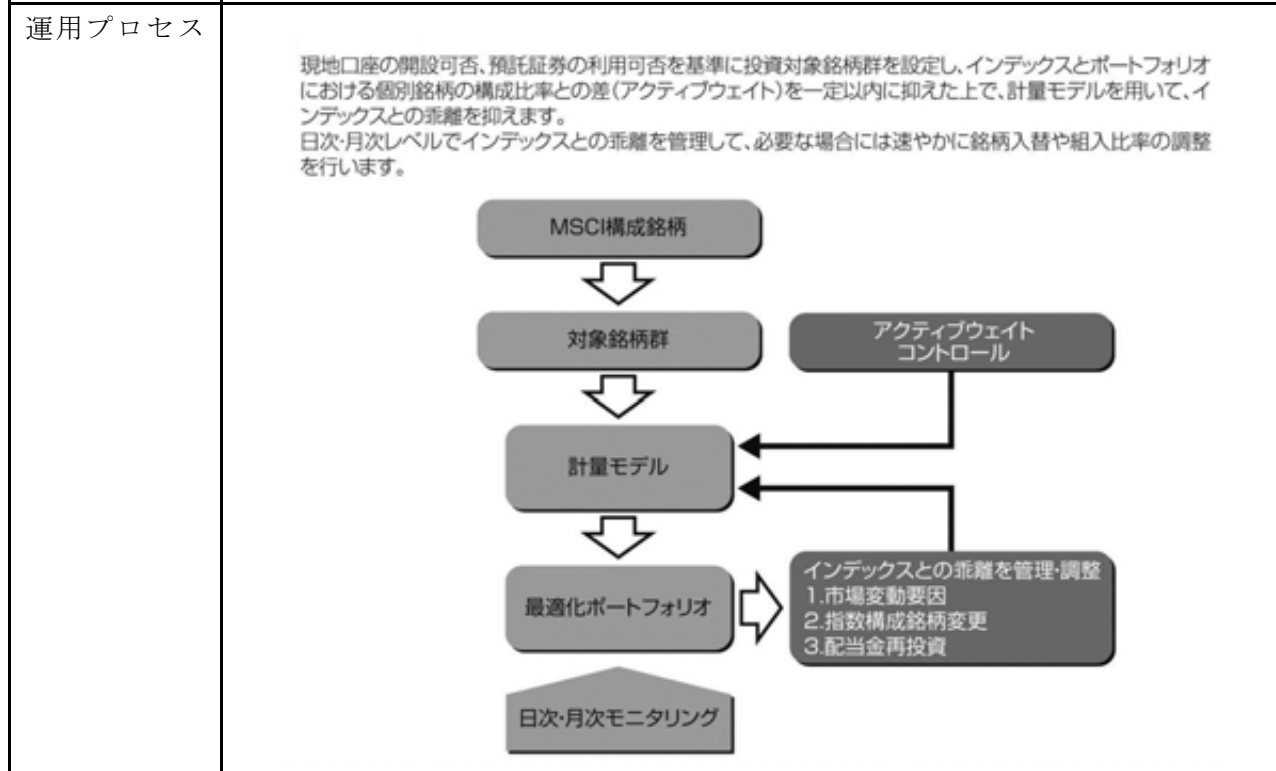 運用プロセス
現地口座の開設可否、預託証券の利用可否を基準に投資対象銘柄群を設定し、インデックスとポートフォリオ
における個別銘柄の構成比率との差(アクティブウェイト)を一定以内に抑えた上で、計量モデルを用いて、イ
ンデックスとの乖離を抑えます。
日次・月次レベルでインデックスとの乖離を管理して、必要な場合には速やかに銘柄入替や組入比率の調整
を行います。
MSCI構成銘柄
対象銘柄群
アクティブウェイト
コントロール
計量モデル
最適化ポートフォリオ
インデックスとの乖離を管理・調整
1.市場変動要因
2.指数構成銘柄変更
3.配当金再投資
日次・月次モニタリング